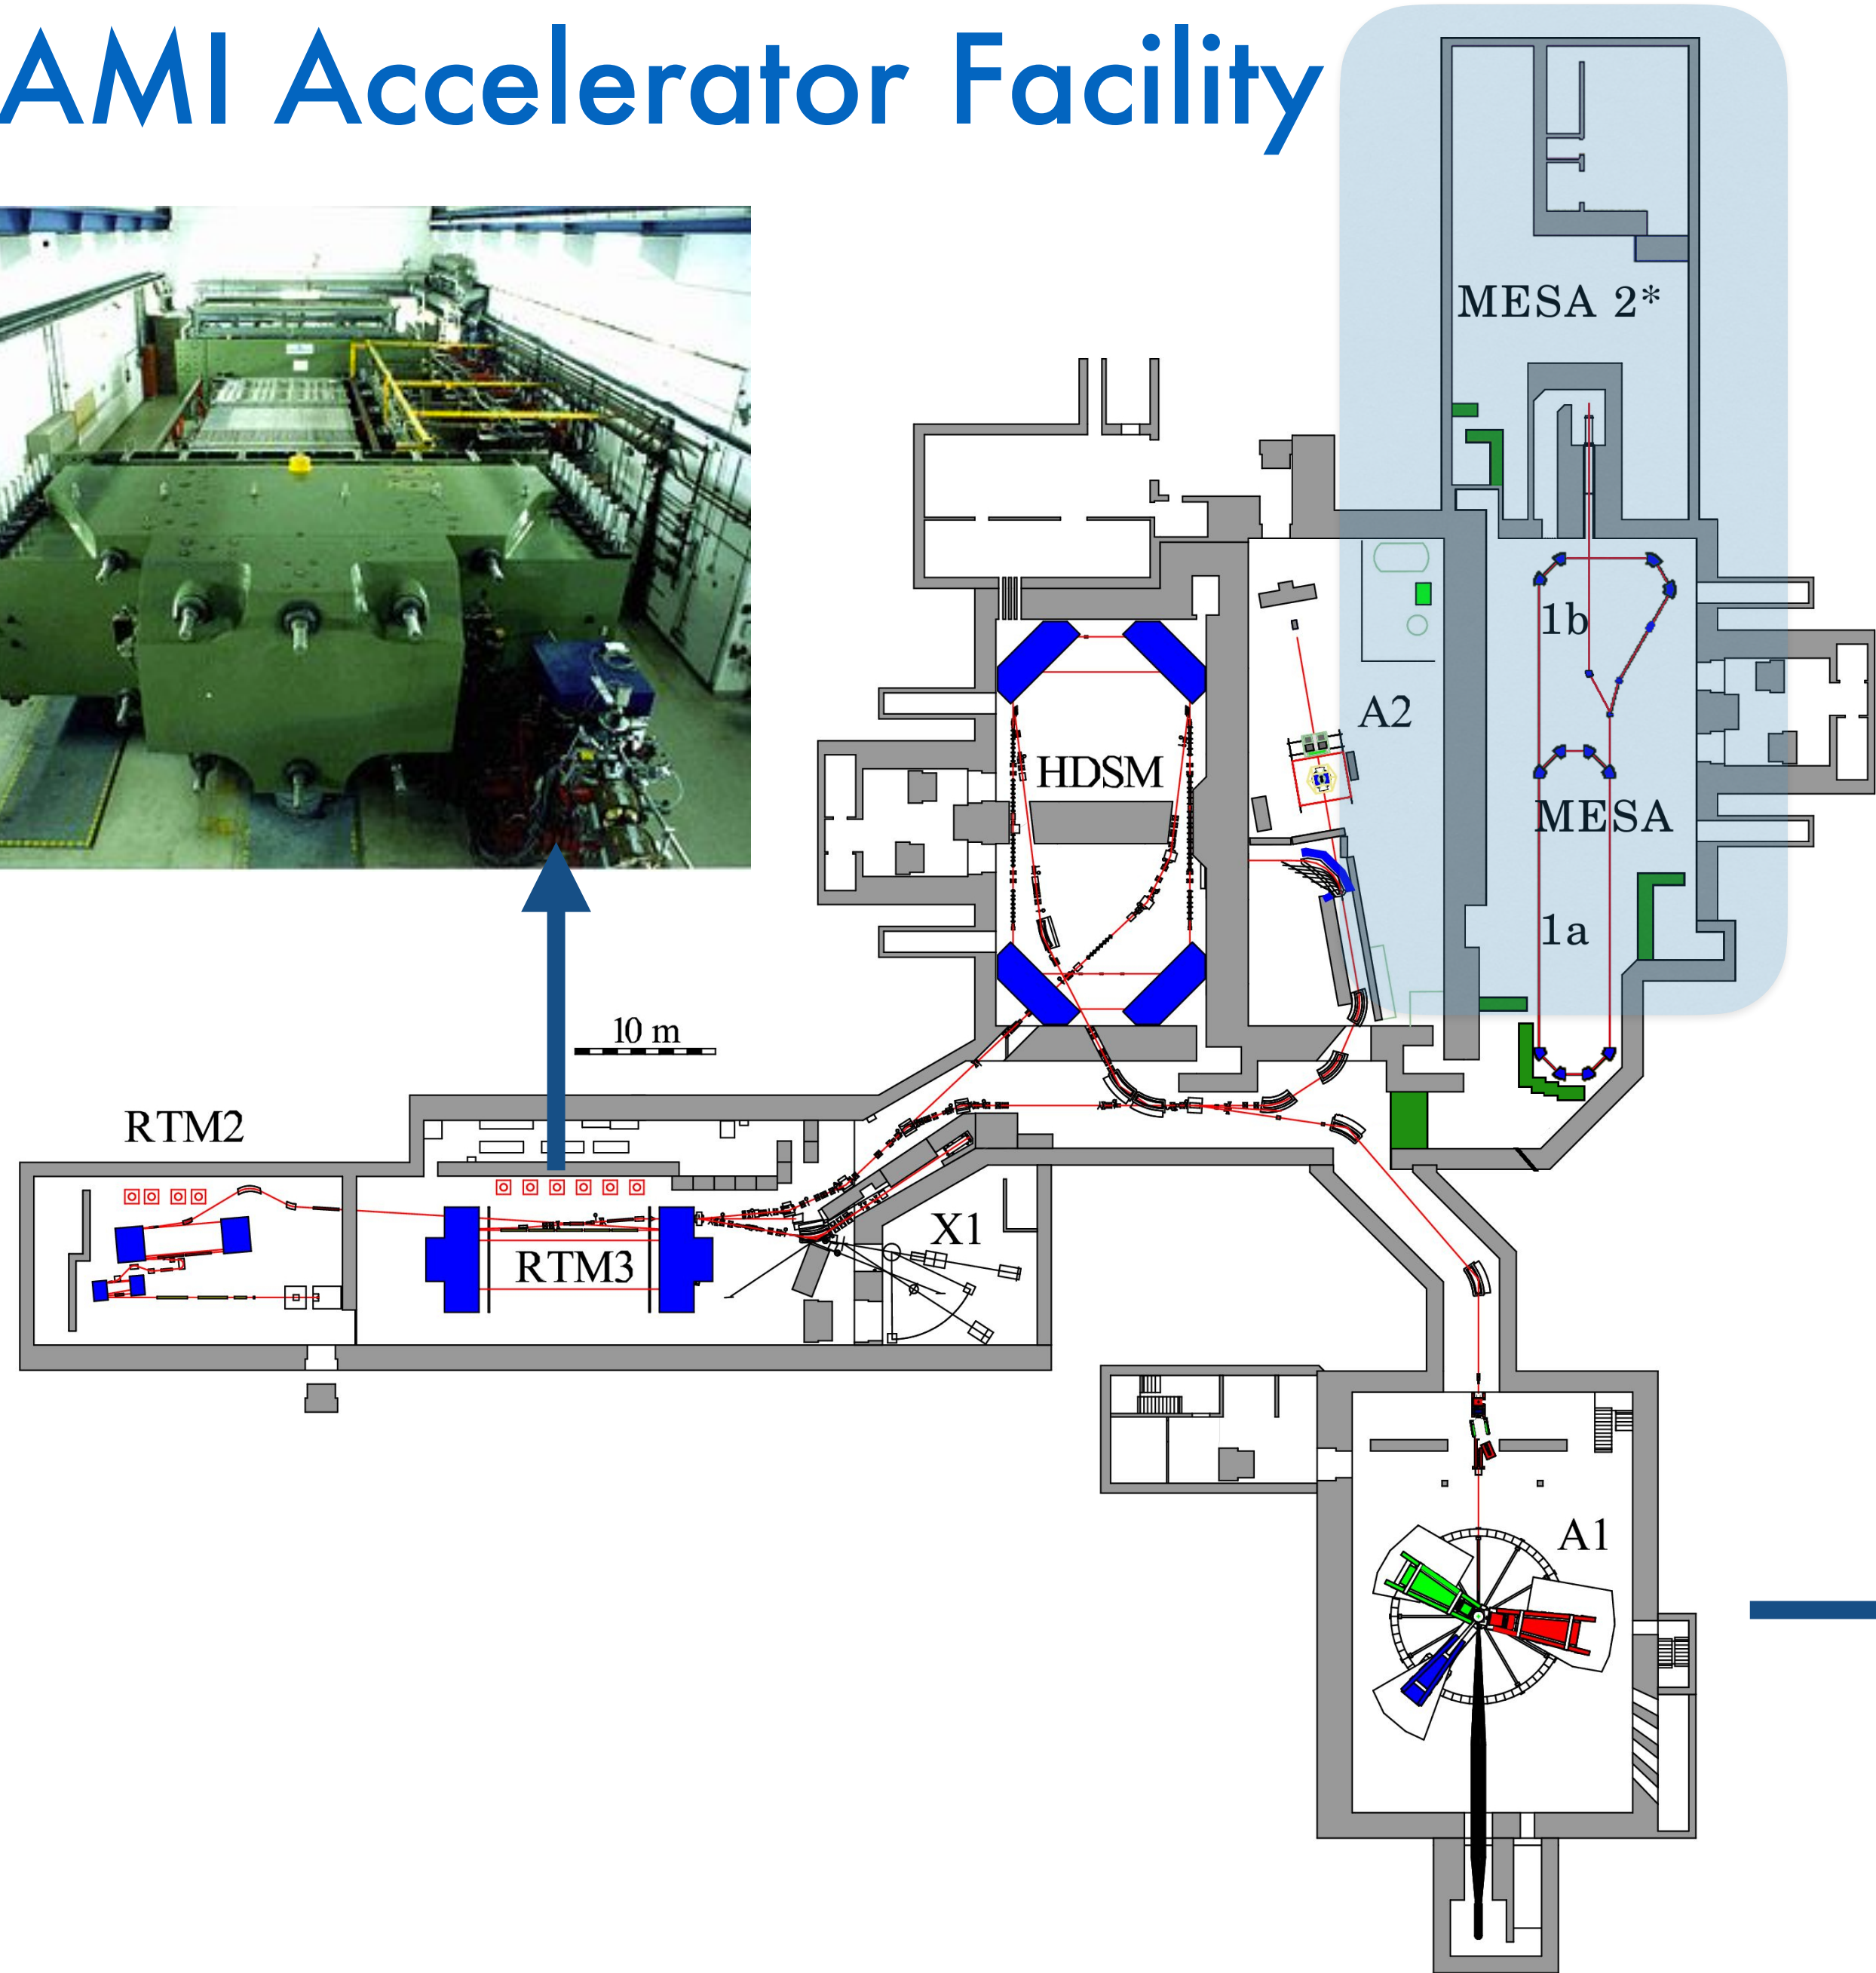 AMI Accelerator Facility
MESA 2*
1b
A2
HDSM
MESA
1a
10 m
RTM2
X1
RTM3
A1